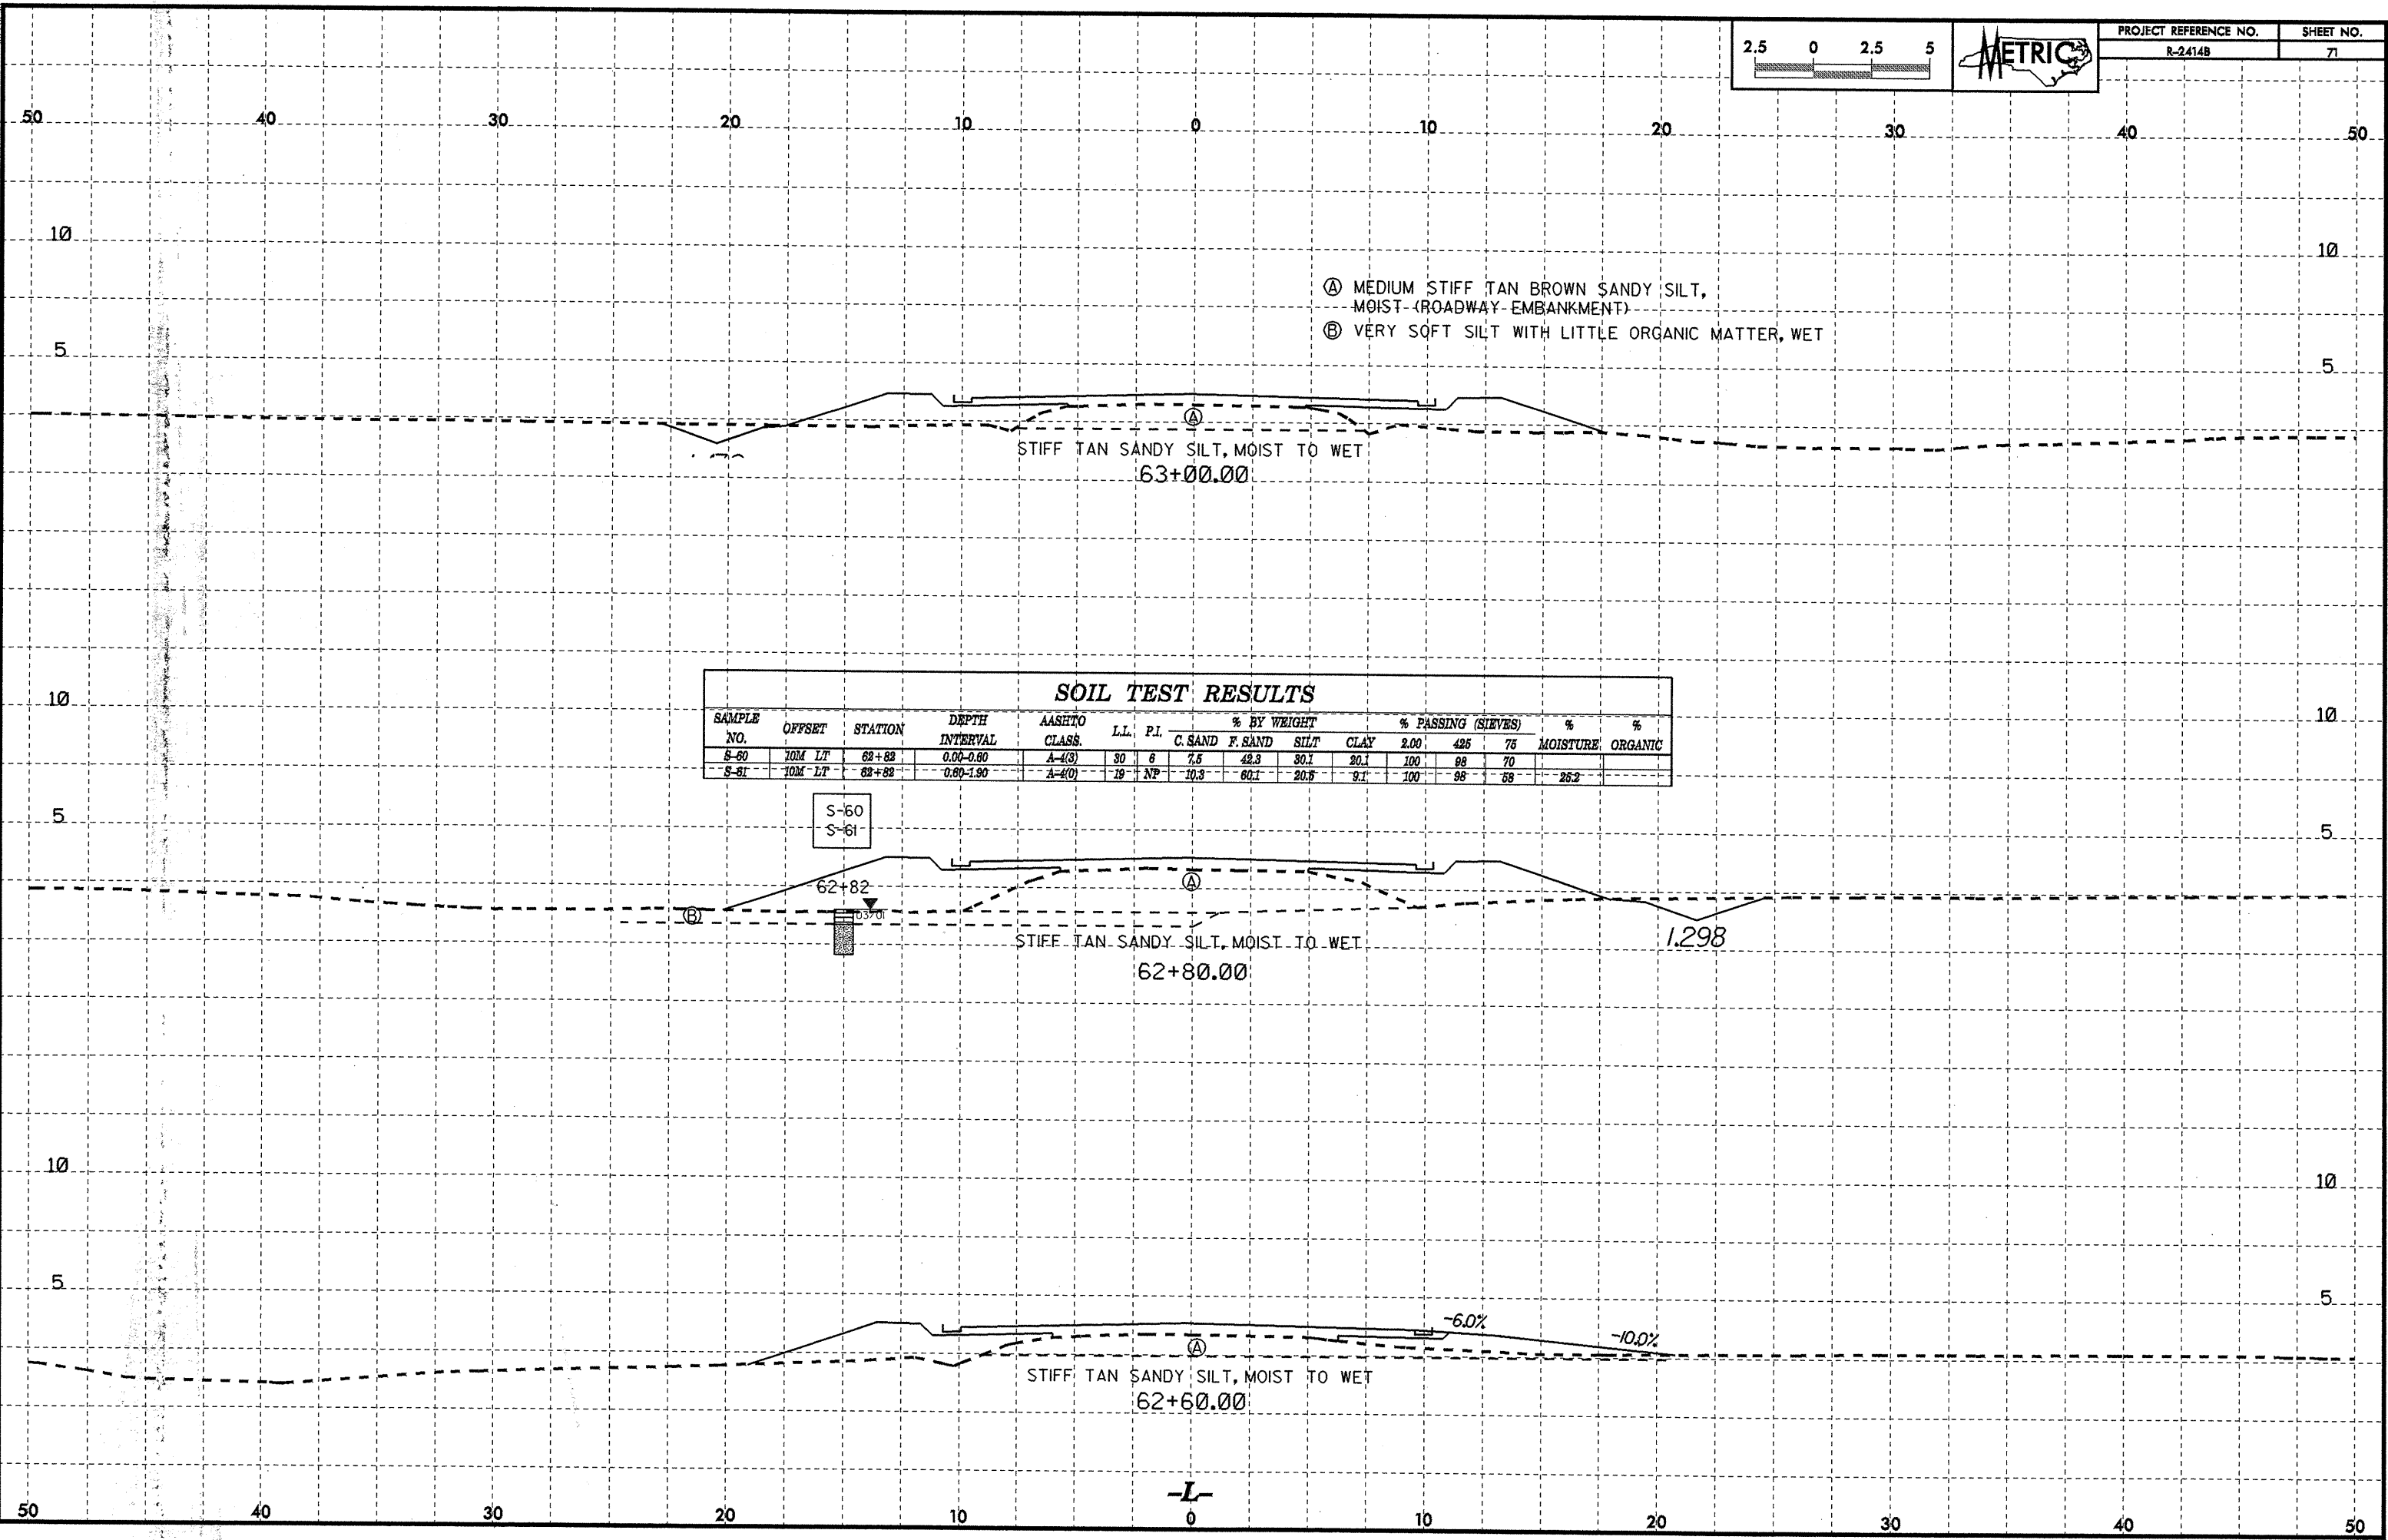 2.5 0 2.5 5
METRIC
PROJECT REFERENCE NO. SHEET NO.
R-2414B 71
50 40 30 20 10 0 10 20 30 40 50
10 10
Ⓐ MEDIUM STIFF TAN BROWN SANDY SILT,
MOIST (ROADWAY EMBANKMENT)
Ⓑ VERY SOFT SILT WITH LITTLE ORGANIC MATTER, WET
5 5
Ⓐ
STIFF TAN SANDY SILT, MOIST TO WET
63+00.00
10 10
SOIL TEST RESULTS
SAMPLE NO. OFFSET STATION DEPTH INTERVAL AASHTO CLASS. L.L. P.I. % BY WEIGHT C. SAND F. SAND SILT CLAY % PASSING (SIEVES) 2.00 425 75 % MOISTURE % ORGANIC
S-60 10M LT 62+82 0.00-0.60 A-4(3) 30 6 7.5 42.3 30.1 20.1 100 98 70
S-61 10M LT 62+82 0.60-1.90 A-4(0) 19 NP 10.3 60.1 20.5 9.1 100 98 58 25.2
S-60
S-61
5 5
62+82
Ⓐ
Ⓑ
STIFF TAN SANDY SILT, MOIST TO WET
1.298
62+80.00
10 10
5 5
-6.0%
-10.0%
Ⓐ
STIFF TAN SANDY SILT, MOIST TO WET
62+60.00
-L-
50 40 30 20 10 0 10 20 30 40 50